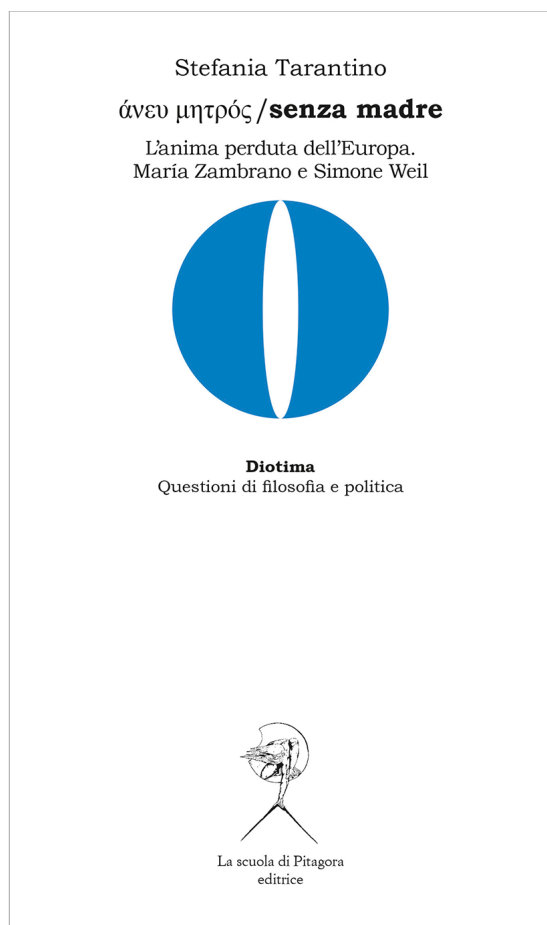 Stefania Tarantino
άνευ μητρός/senza madre
L'anima perduta dell'Europa.
María Zambrano e Simone Weil
Diotima
Questioni di filosofia e politica
La scuola di Pitagora
editrice